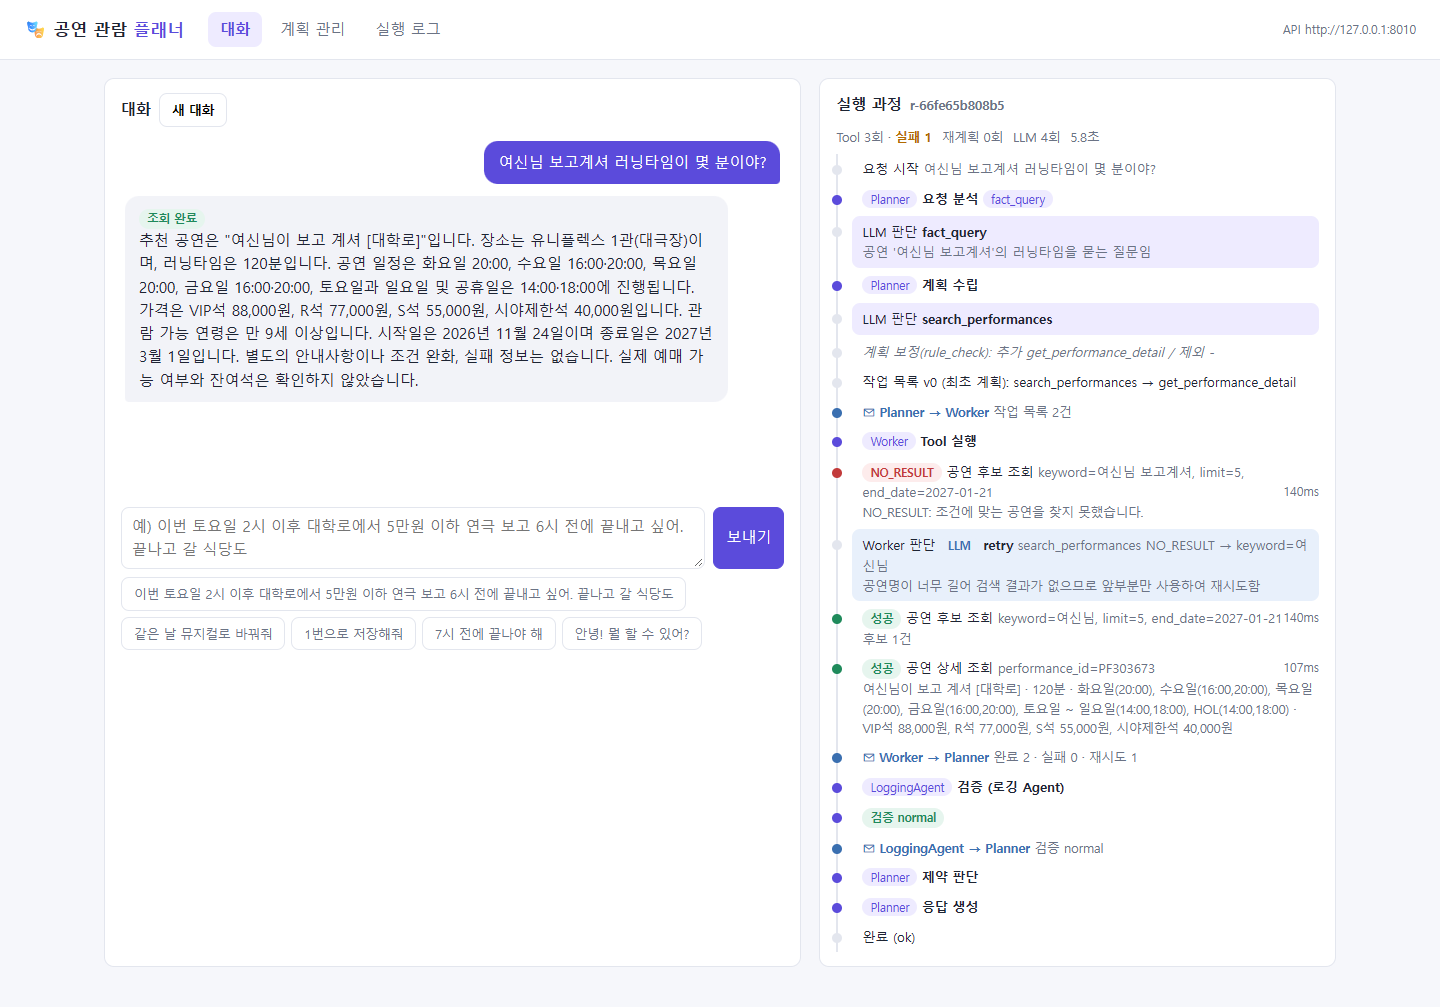 공연 관람 플래너
대화
계획 관리
실행 로그
API http://127.0.0.1:8010
대화
새 대화
여신님 보고계셔 러닝타임이 몇 분이야?
조회 완료
추천 공연은 "여신님이 보고 계셔 [대학로]"입니다. 장소는 유니플렉스 1관(대극장)이
며, 러닝타임은 120분입니다. 공연 일정은 화요일 20:00, 수요일 16:00·20:00, 목요일
20:00, 금요일 16:00·20:00, 토요일과 일요일 및 공휴일은 14:00·18:00에 진행됩니다.
가격은 VIP석 88,000원, R석 77,000원, S석 55,000원, 시야제한석 40,000원입니다. 관
람 가능 연령은 만 9세 이상입니다. 시작일은 2026년 11월 24일이며 종료일은 2027년
3월 1일입니다. 별도의 안내사항이나 조건 완화, 실패 정보는 없습니다. 실제 예매 가
능 여부와 잔여석은 확인하지 않았습니다.
예) 이번 토요일 2시 이후 대학로에서 5만원 이하 연극 보고 6시 전에 끝내고 싶어.
끝나고 갈 식당도
보내기
이번 토요일 2시 이후 대학로에서 5만원 이하 연극 보고 6시 전에 끝내고 싶어. 끝나고 갈 식당도
같은 날 뮤지컬로 바꿔줘
1번으로 저장해줘
7시 전에 끝나야 해
안녕! 뭘 할 수 있어?
실행 과정 r-66fe65b808b5
Tool 3회 · 실패 1 재계획 0회 LLM 4회 5.8초
요청 시작 여신님 보고계셔 러닝타임이 몇 분이야?
Planner 요청 분석 fact_query
LLM 판단 fact_query
공연 '여신님 보고계셔'의 러닝타임을 묻는 질문임
Planner 계획 수립
LLM 판단 search_performances
계획 보정(rule_check): 추가 get_performance_detail / 제외 -
작업 목록 v0 (최초 계획): search_performances → get_performance_detail
Planner → Worker 작업 목록 2건
Worker Tool 실행
NO_RESULT 공연 후보 조회 keyword=여신님 보고계셔, limit=5,
end_date=2027-01-21 140ms
NO_RESULT: 조건에 맞는 공연을 찾지 못했습니다.
Worker 판단 LLM retry search_performances NO_RESULT → keyword=여
신님
공연명이 너무 길어 검색 결과가 없으므로 앞부분만 사용하여 재시도함
성공 공연 후보 조회 keyword=여신님, limit=5, end_date=2027-01-21 140ms
후보 1건
성공 공연 상세 조회 performance_id=PF303673 107ms
여신님이 보고 계셔 [대학로] · 120분 · 화요일(20:00), 수요일(16:00,20:00), 목요일
(20:00), 금요일(16:00,20:00), 토요일 ~ 일요일(14:00,18:00), HOL(14:00,18:00) ·
VIP석 88,000원, R석 77,000원, S석 55,000원, 시야제한석 40,000원
Worker → Planner 완료 2 · 실패 0 · 재시도 1
LoggingAgent 검증 (로깅 Agent)
검증 normal
LoggingAgent → Planner 검증 normal
Planner 제약 판단
Planner 응답 생성
완료 (ok)